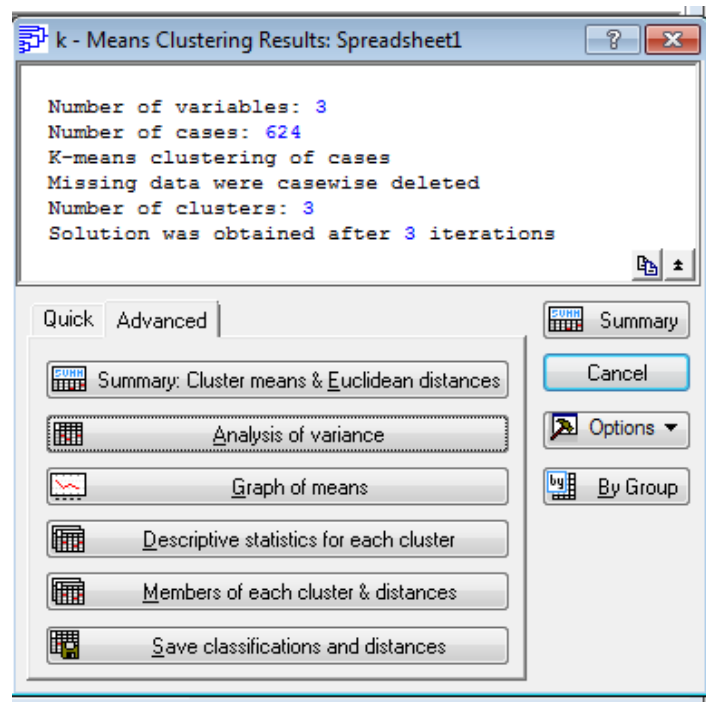 k - Means Clustering Results: Spreadsheet1
Number of variables: 3
Number of cases: 624
K-means clustering of cases
Missing data were casewise deleted
Number of clusters: 3
Solution was obtained after 3 iterations
Quick Advanced
Summary
Summary: Cluster means & Euclidean distances
Cancel
Analysis of variance
Options
Graph of means
By Group
Descriptive statistics for each cluster
Members of each cluster & distances
Save classifications and distances